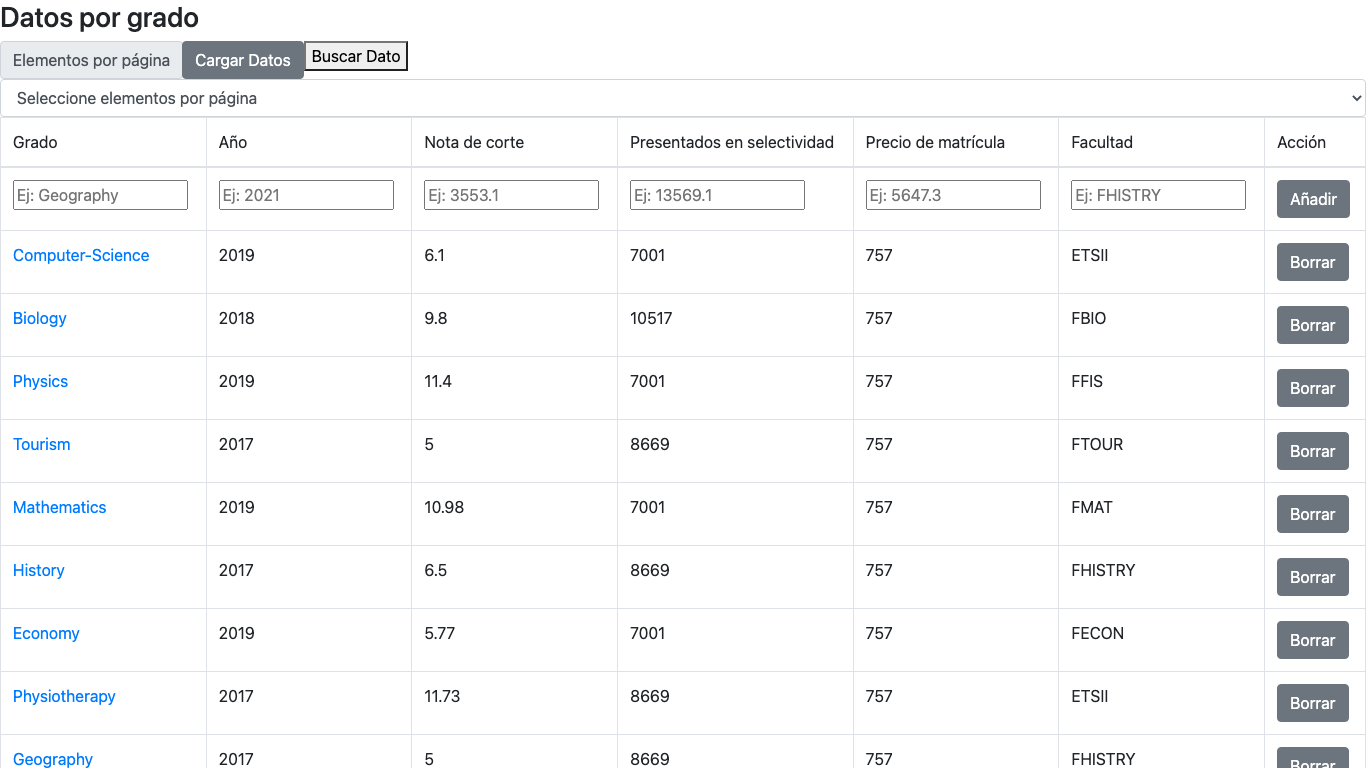 Datos por grado
Elementos por página Cargar Datos Buscar Dato
Seleccione elementos por página
Grado Año Nota de corte Presentados en selectividad Precio de matrícula Facultad Acción
Ej: Geography Ej: 2021 Ej: 3553.1 Ej: 13569.1 Ej: 5647.3 Ej: FHISTRY Añadir
Computer-Science 2019 6.1 7001 757 ETSII Borrar
Biology 2018 9.8 10517 757 FBIO Borrar
Physics 2019 11.4 7001 757 FFIS Borrar
Tourism 2017 5 8669 757 FTOUR Borrar
Mathematics 2019 10.98 7001 757 FMAT Borrar
History 2017 6.5 8669 757 FHISTRY Borrar
Economy 2019 5.77 7001 757 FECON Borrar
Physiotherapy 2017 11.73 8669 757 ETSII Borrar
Geography 2017 5 8669 757 FHISTRY Borrar